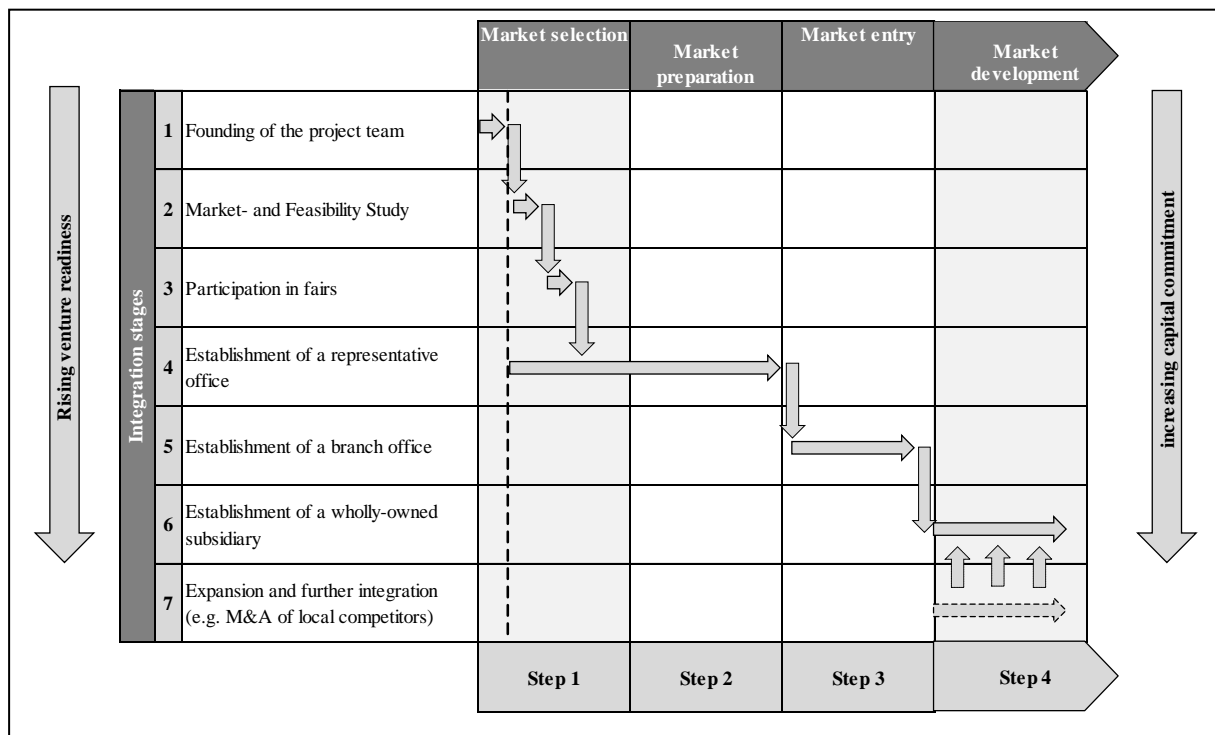 Market selection
Market
preparation
Market entry
Market
development
Rising venture readiness
Integration stages
1
Founding of the project team
2
Market- and Feasibility Study
3
Participation in fairs
4
Establishment of a representative
office
5
Establishment of a branch office
6
Establishment of a wholly-owned
subsidiary
7
Expansion and further integration
(e.g. M&A of local competitors)
increasing capital commitment
Step 1
Step 2
Step 3
Step 4